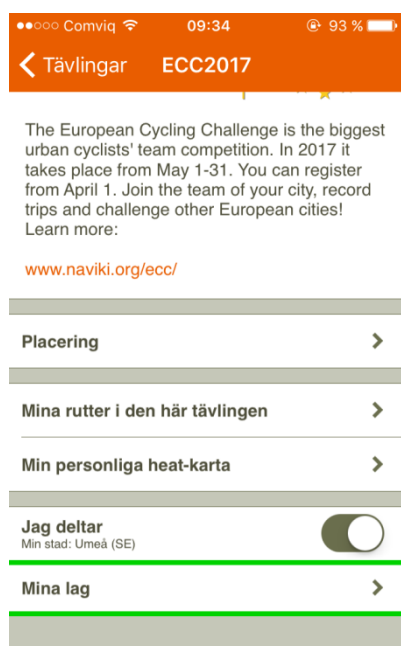 Comviq 09:34 93 %
Tävlingar ECC2017
The European Cycling Challenge is the biggest
urban cyclists' team competition. In 2017 it
takes place from May 1-31. You can register
from April 1. Join the team of your city, record
trips and challenge other European cities!
Learn more:
www.naviki.org/ecc/
Placering
Mina rutter i den här tävlingen
Min personliga heat-karta
Jag deltar
Min stad: Umeå (SE)
Mina lag